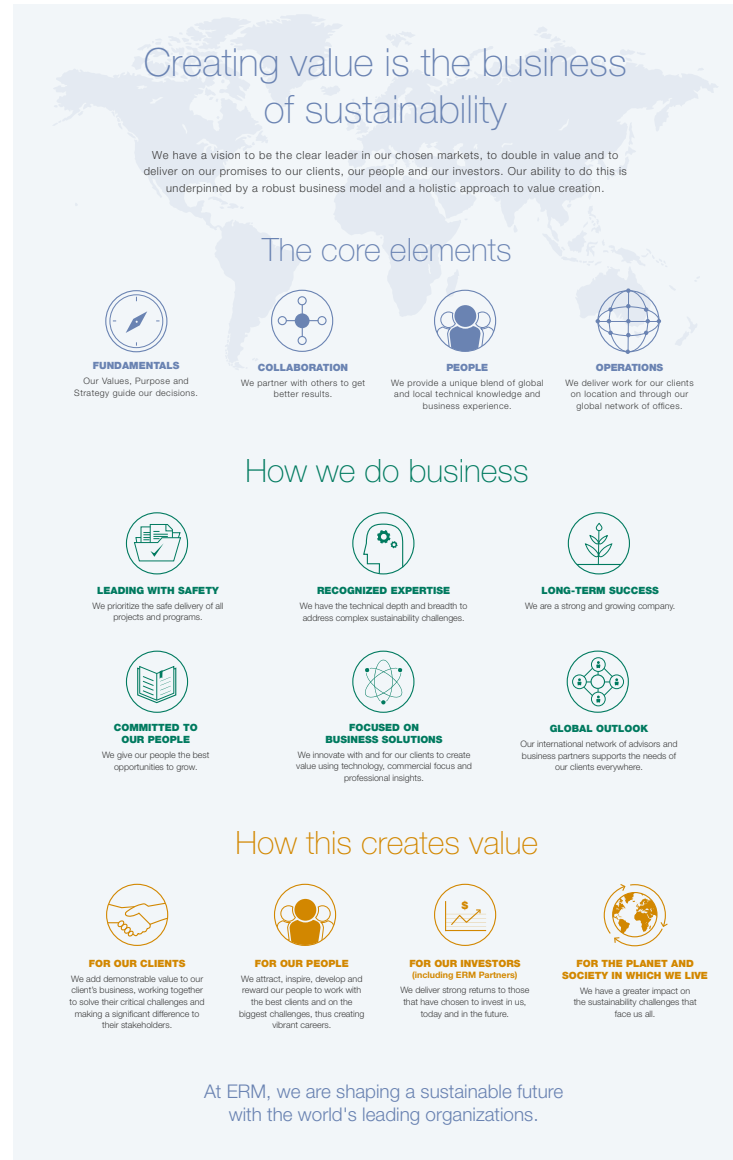 Creating value is the business
of sustainability
We have a vision to be the clear leader in our chosen markets, to double in value and to
deliver on our promises to our clients, our people and our investors. Our ability to do this is
underpinned by a robust business model and a holistic approach to value creation.
The core elements
FUNDAMENTALS
Our Values, Purpose and
Strategy guide our decisions.
COLLABORATION
We partner with others to get
better results.
PEOPLE
We provide a unique blend of global
and local technical knowledge and
business experience.
OPERATIONS
We deliver work for our clients
on location and through our
global network of offices.
How we do business
LEADING WITH SAFETY
We prioritize the safe delivery of all
projects and programs.
RECOGNIZED EXPERTISE
We have the technical depth and breadth to
address complex sustainability challenges.
LONG-TERM SUCCESS
We are a strong and growing company.
COMMITTED TO
OUR PEOPLE
We give our people the best
opportunities to grow.
FOCUSED ON
BUSINESS SOLUTIONS
We innovate with and for our clients to create
value using technology, commercial focus and
professional insights.
GLOBAL OUTLOOK
Our international network of advisors and
business partners supports the needs of
our clients everywhere.
How this creates value
FOR OUR CLIENTS
We add demonstrable value to our
client's business, working together
to solve their critical challenges and
making a significant difference to
their stakeholders.
FOR OUR PEOPLE
We attract, inspire, develop and
reward our people to work with
the best clients and on the
biggest challenges, thus creating
vibrant careers.
$
FOR OUR INVESTORS
(including ERM Partners)
We deliver strong returns to those
that have chosen to invest in us,
today and in the future.
FOR THE PLANET AND
SOCIETY IN WHICH WE LIVE
We have a greater impact on
the sustainability challenges that
face us all.
At ERM, we are shaping a sustainable future
with the world's leading organizations.